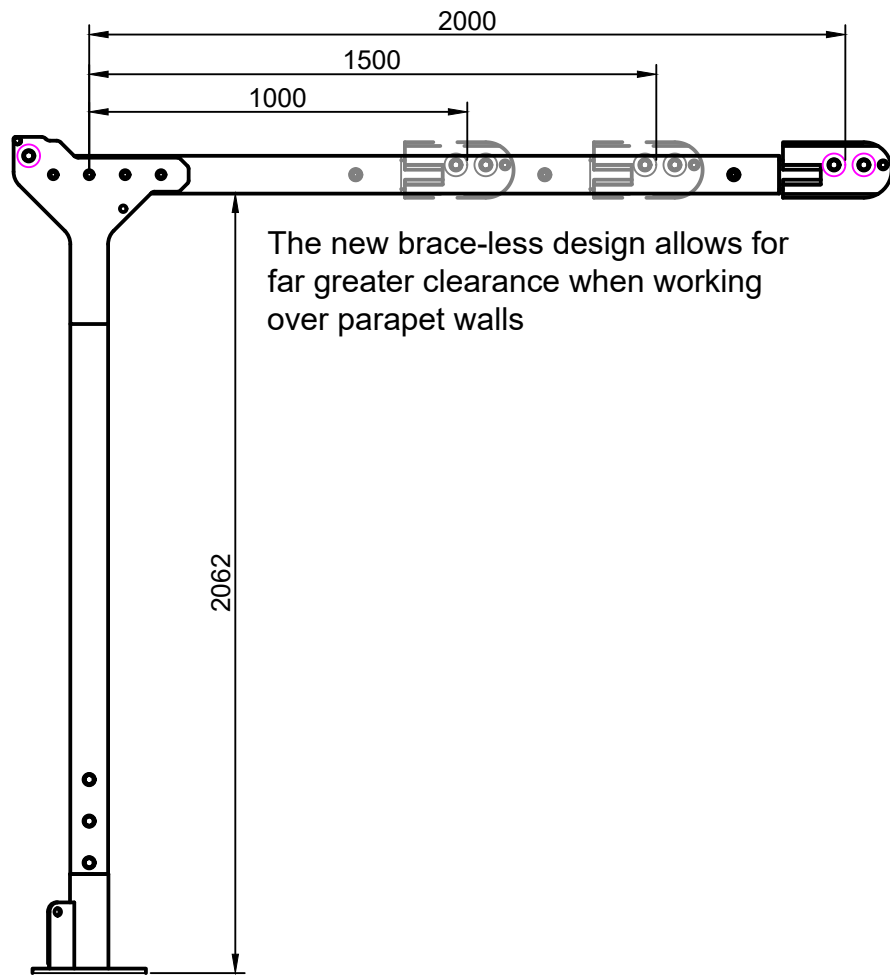 2000
1500
1000
The new brace-less design allows for
far greater clearance when working
over parapet walls
2062